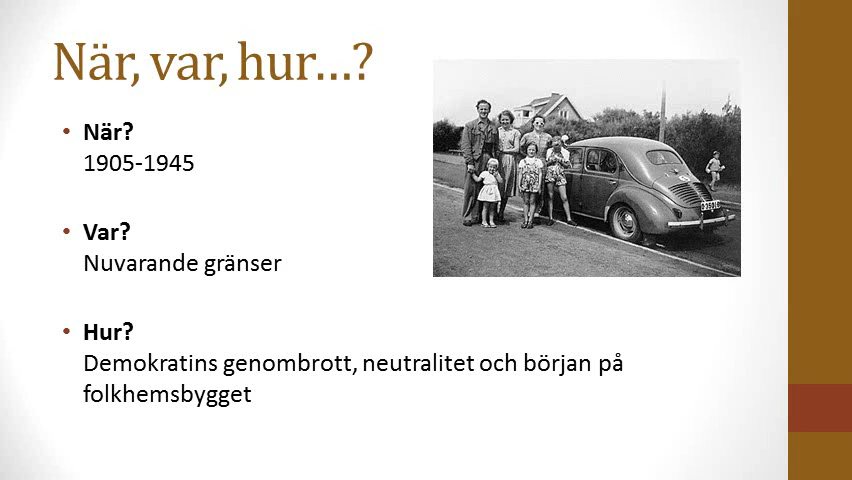 När, var, hur...?
När?
1905-1945
Var?
Nuvarande gränser
Hur?
Demokratins genombrott, neutralitet och början på
folkhemsbygget